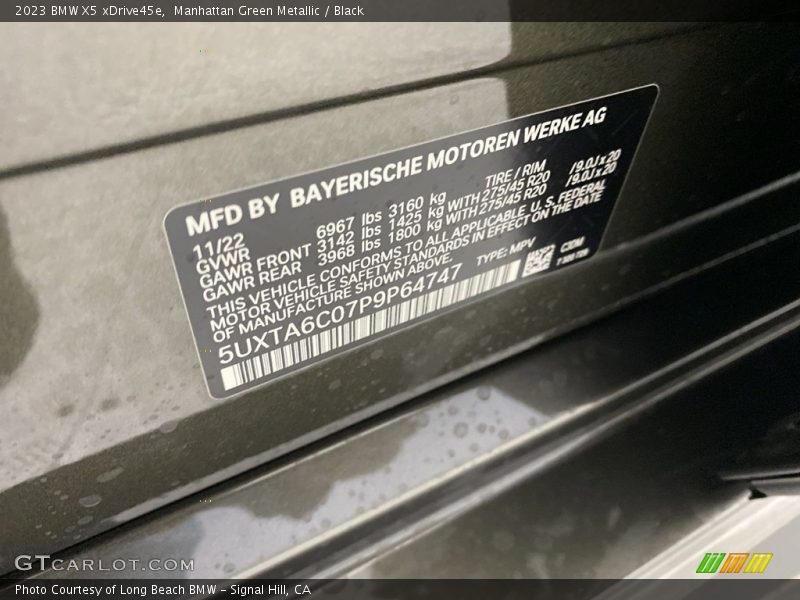 2023 BMW X5 xDrive45e, Manhattan Green Metallic / Black
MFD BY BAYERISCHE MOTOREN WERKE AG
11/22 TIRE / RIM
GVWR 6967 lbs 3160 kg
GAWR FRONT 3142 lbs 1425 kg WITH 275/45 R20 /9.0J x 20
GAWR REAR 3968 lbs 1800 kg WITH 275/45 R20 /9.0J x 20
THIS VEHICLE CONFORMS TO ALL APPLICABLE U. S. FEDERAL
MOTOR VEHICLE SAFETY STANDARDS IN EFFECT ON THE DATE
OF MANUFACTURE SHOWN ABOVE.
5UXTA6C07P9P64747 TYPE: MPV
GTCARLOT.COM
Photo Courtesy of Long Beach BMW - Signal Hill, CA